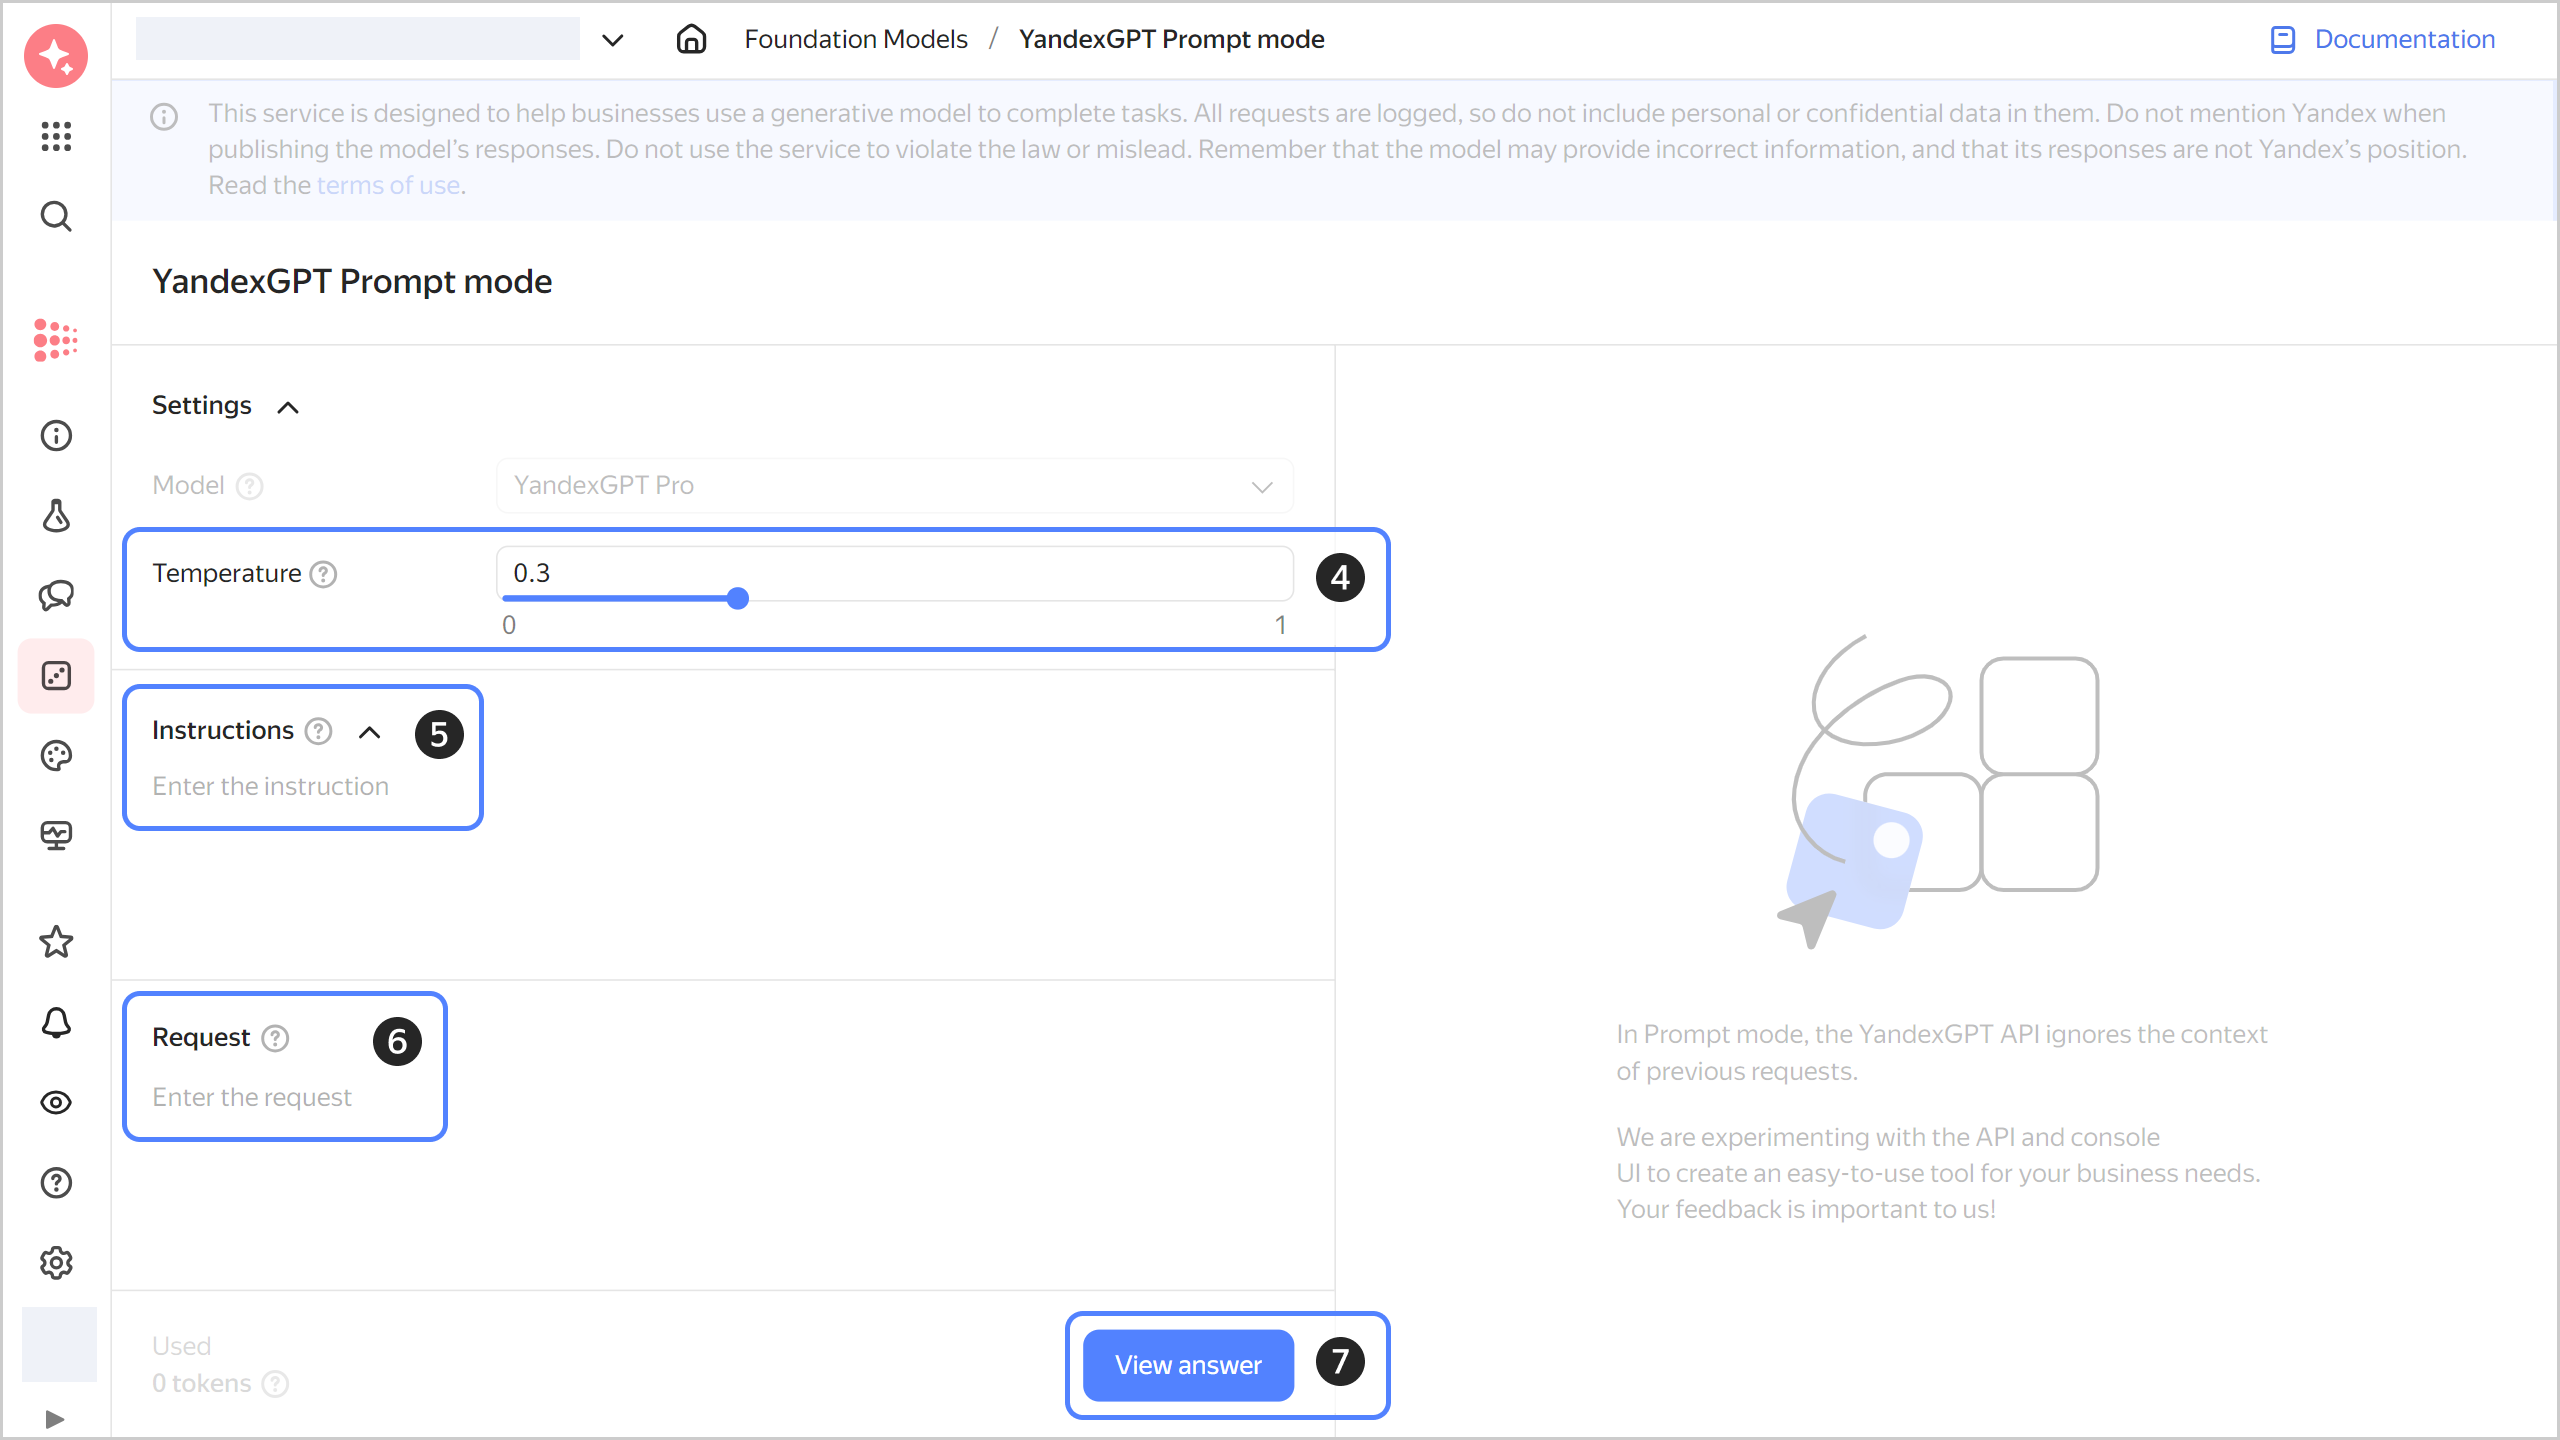 Foundation Models / YandexGPT Prompt mode
Documentation
This service is designed to help businesses use a generative model to complete tasks. All requests are logged, so do not include personal or confidential data in them. Do not mention Yandex when
publishing the model’s responses. Do not use the service to violate the law or mislead. Remember that the model may provide incorrect information, and that its responses are not Yandex’s position.
Read the terms of use.
YandexGPT Prompt mode
Settings
Model
YandexGPT Pro
Temperature
0.3
4
0
1
Instructions
5
Enter the instruction
Request
6
Enter the request
Used
0 tokens
View answer
7
In Prompt mode, the YandexGPT API ignores the context
of previous requests.
We are experimenting with the API and console
UI to create an easy-to-use tool for your business needs.
Your feedback is important to us!